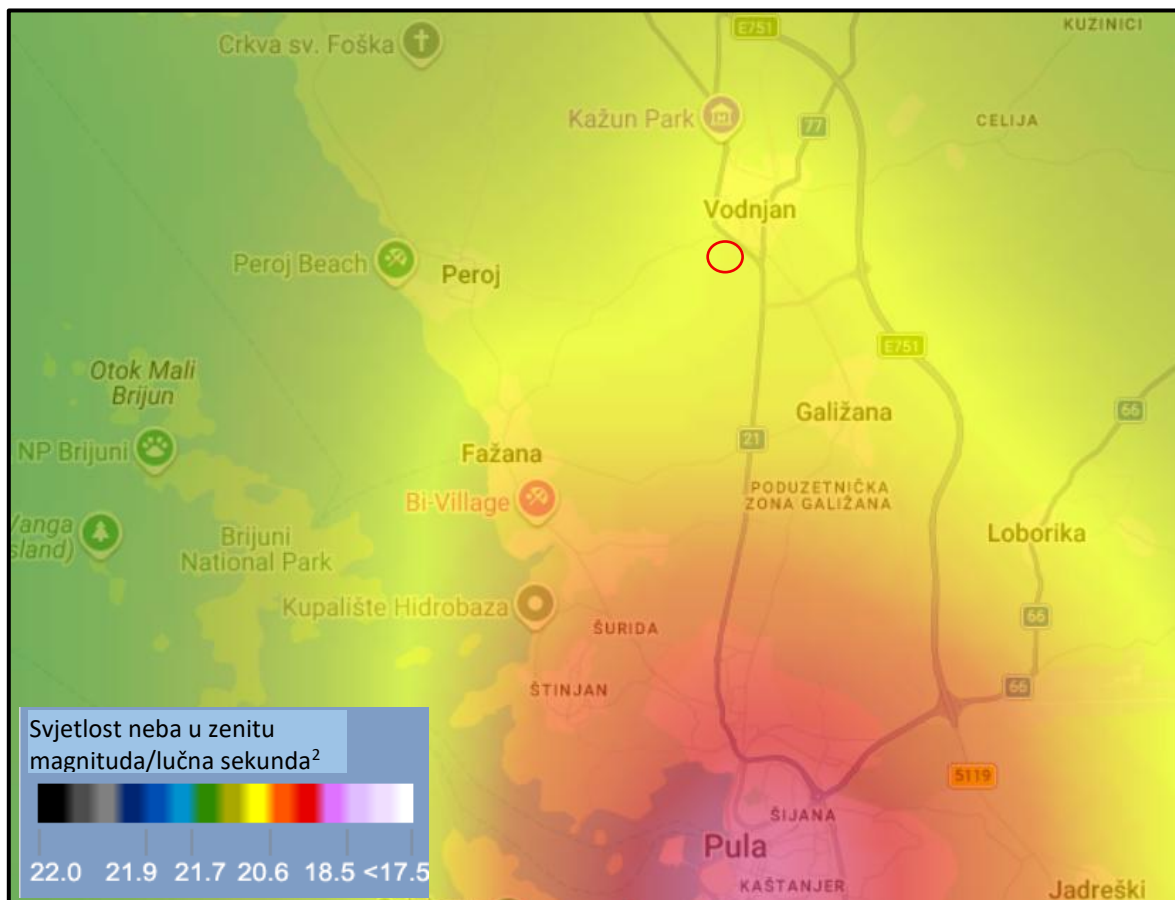 KUZINICI
Crkva sv. Foška
E751
Kažun Park
77
CELIJA
Vodnjan
Peroj Beach
Peroj
E751
Otok Mali
Brijun
66
Galižana
NP Brijuni
21
Fažana
Bi-Village
PODUZETNIČKA
ZONA GALIŽANA
Vanga
sland)
Brijuni
National Park
Loborika
Kupalište Hidrobaza
66
ŠURIDA
ŠTINJAN
66
Svjetlost neba u zenitu
magnituda/lučna sekunda²
5119
ŠIJANA
Pula
22.0 21.9 21.7 20.6 18.5 <17.5
KAŠTANJER
Jadreški